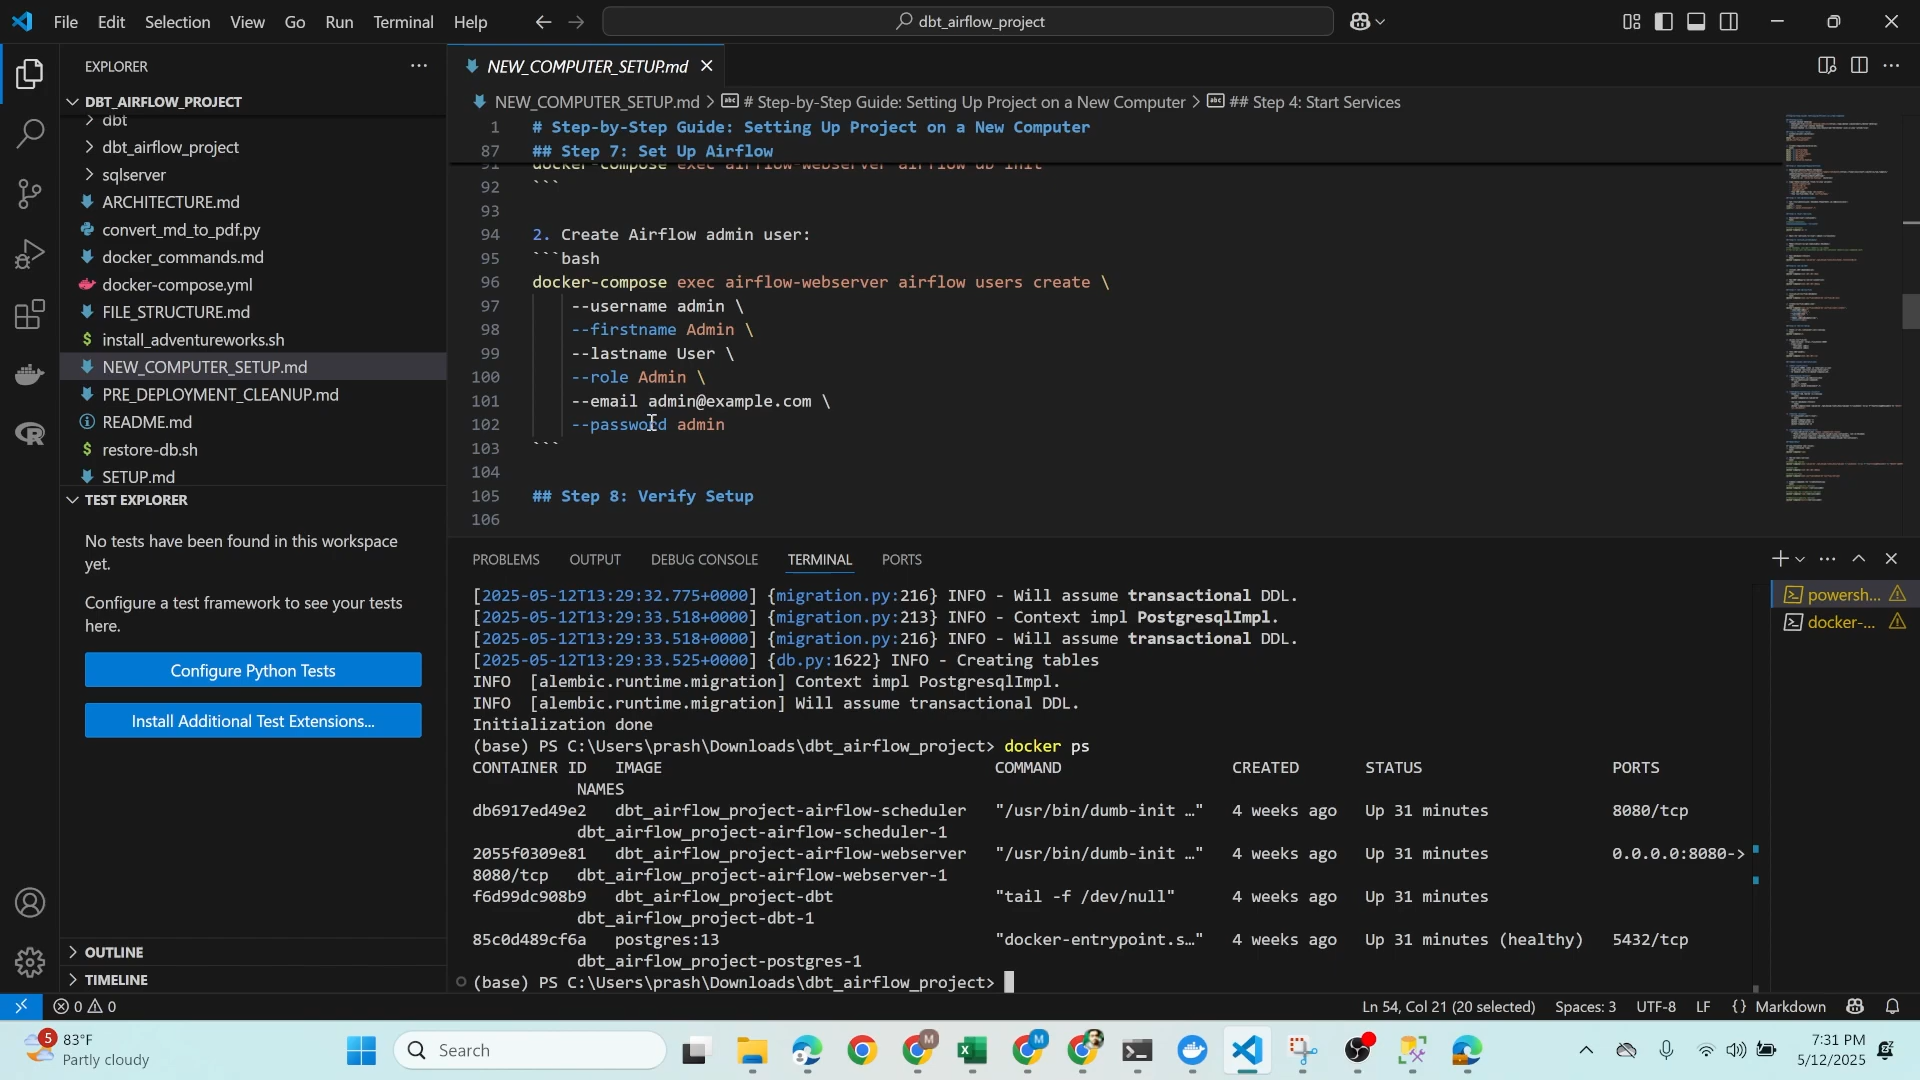 File Edit Selection View Go Run Terminal Help
dbt_airflow_project
EXPLORER
DBT_AIRFLOW_PROJECT
dbt
dbt_airflow_project
sqlserver
ARCHITECTURE.md
convert_md_to_pdf.py
docker_commands.md
docker-compose.yml
FILE_STRUCTURE.md
install_adventureworks.sh
NEW_COMPUTER_SETUP.md
PRE_DEPLOYMENT_CLEANUP.md
README.md
restore-db.sh
SETUP.md
TEST EXPLORER
No tests have been found in this workspace
yet.
Configure a test framework to see your tests
here.
Configure Python Tests
Install Additional Test Extensions...
OUTLINE
TIMELINE
NEW_COMPUTER_SETUP.md
NEW_COMPUTER_SETUP.md > # Step-by-Step Guide: Setting Up Project on a New Computer > ## Step 4: Start Services
1 # Step-by-Step Guide: Setting Up Project on a New Computer
87 ## Step 7: Set Up Airflow
91 docker-compose exec airflow-webserver airflow db init
92 ```
93
94 2. Create Airflow admin user:
95 ```bash
96 docker-compose exec airflow-webserver airflow users create \
97 --username admin \
98 --firstname Admin \
99 --lastname User \
100 --role Admin \
101 --email admin@example.com \
102 --password admin
103 ```
104
105 ## Step 8: Verify Setup
106
PROBLEMS OUTPUT DEBUG CONSOLE TERMINAL PORTS
[2025-05-12T13:29:32.775+0000] {migration.py:216} INFO - Will assume transactional DDL.
[2025-05-12T13:29:33.518+0000] {migration.py:213} INFO - Context impl PostgresqlImpl.
[2025-05-12T13:29:33.518+0000] {migration.py:216} INFO - Will assume transactional DDL.
[2025-05-12T13:29:33.525+0000] {db.py:1622} INFO - Creating tables
INFO [alembic.runtime.migration] Context impl PostgresqlImpl.
INFO [alembic.runtime.migration] Will assume transactional DDL.
Initialization done
(base) PS C:\Users\prash\Downloads\dbt_airflow_project> docker ps
CONTAINER ID IMAGE COMMAND CREATED STATUS PORTS
NAMES
db6917ed49e2 dbt_airflow_project-airflow-scheduler "/usr/bin/dumb-init …" 4 weeks ago Up 31 minutes 8080/tcp
dbt_airflow_project-airflow-scheduler-1
2055f0309e81 dbt_airflow_project-airflow-webserver "/usr/bin/dumb-init …" 4 weeks ago Up 31 minutes 0.0.0.0:8080->
8080/tcp dbt_airflow_project-airflow-webserver-1
f6d99dc908b9 dbt_airflow_project-dbt "tail -f /dev/null" 4 weeks ago Up 31 minutes
dbt_airflow_project-dbt-1
85c0d489cf6a postgres:13 "docker-entrypoint.s…" 4 weeks ago Up 31 minutes (healthy) 5432/tcp
dbt_airflow_project-postgres-1
(base) PS C:\Users\prash\Downloads\dbt_airflow_project>
powersh...
docker-...
0 0
Ln 54, Col 21 (20 selected) Spaces: 3 UTF-8 LF {} Markdown
5
83°F
Partly cloudy
Search
7:31 PM
5/12/2025